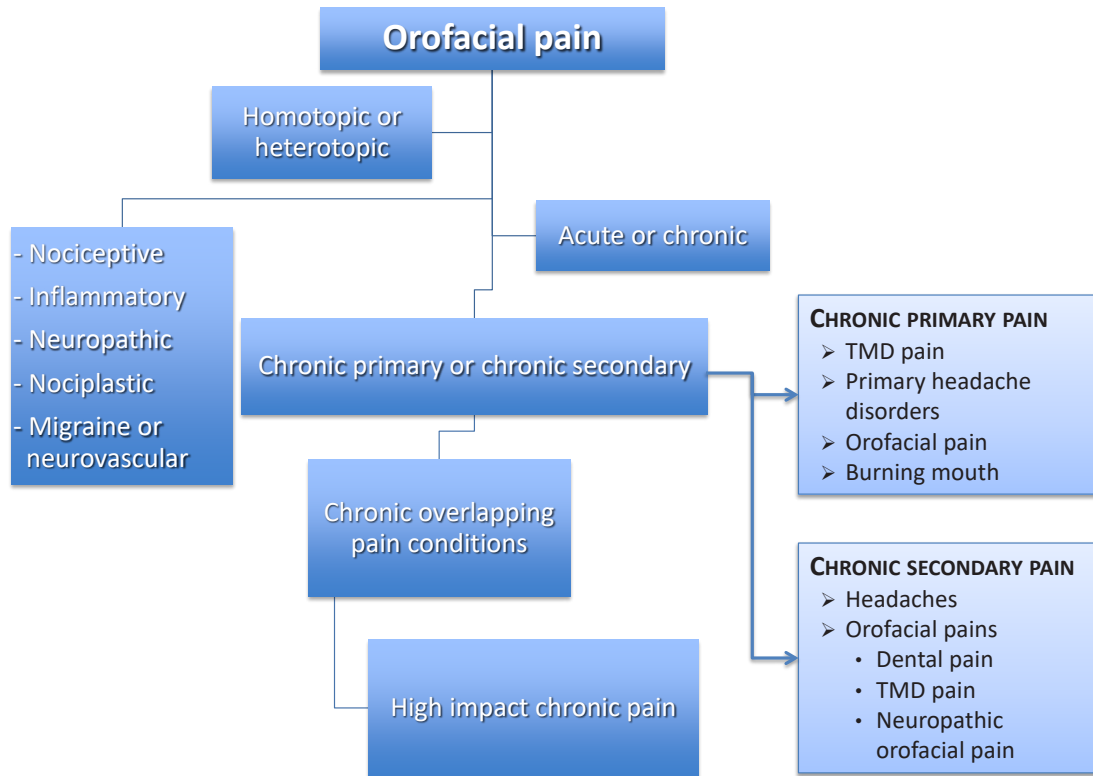 Orofacial pain
Homotopic or
heterotopic
- Nociceptive
- Inflammatory
- Neuropathic
- Nociplastic
- Migraine or
neurovascular
Acute or chronic
Chronic primary or chronic secondary
Chronic overlapping
pain conditions
High impact chronic pain
CHRONIC PRIMARY PAIN
➢ TMD pain
➢ Primary headache
disorders
➢ Orofacial pain
➢ Burning mouth
CHRONIC SECONDARY PAIN
➢ Headaches
➢ Orofacial pains
• Dental pain
• TMD pain
• Neuropathic
orofacial pain